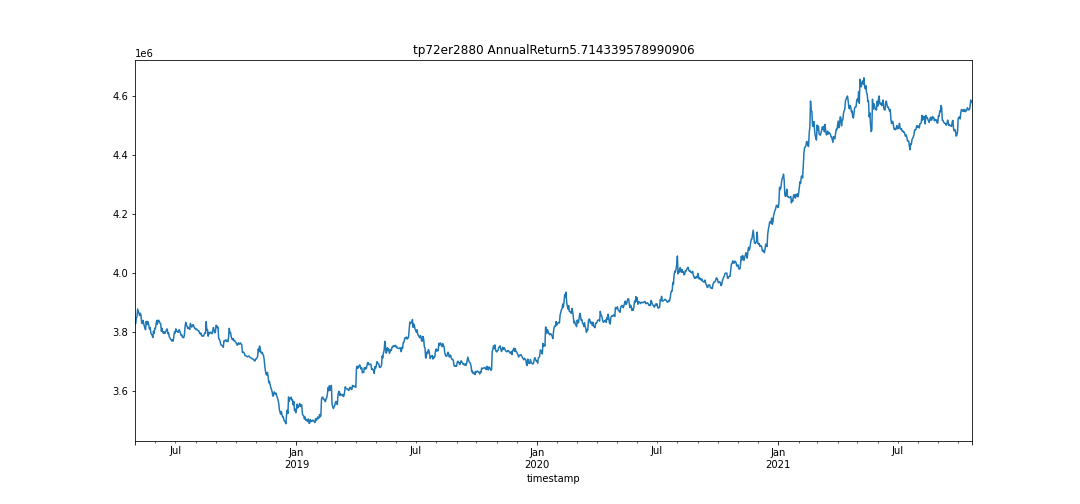 tp72er2880 AnnualReturn5.714339578990906
1e6
4.6
4.4
4.2
4.0
3.8
3.6
Jul Jan Jul Jan Jul Jan Jul
2019 2020 2021
timestamp